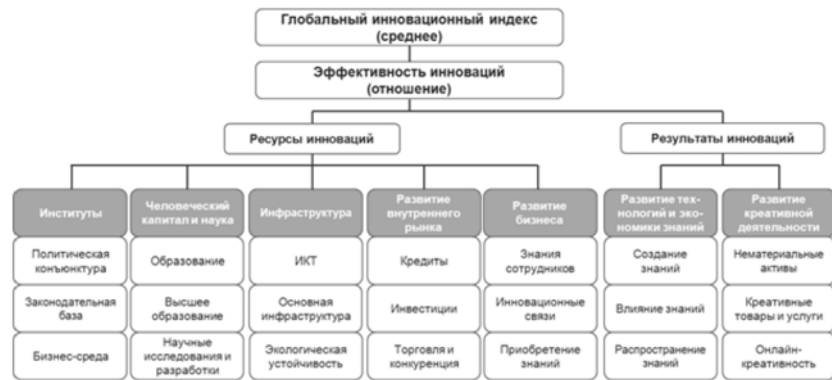 Глобальный инновационный индекс
(среднее)
Эффективность инноваций
(отношение)
Ресурсы инноваций
Результаты инноваций
Институты
Человеческий
капитал и наука
Инфраструктура
Развитие
внутреннего
рынка
Развитие
бизнеса
Развитие тех-
нологий и эко-
номики знаний
Развитие
креативной
деятельности
Политическая
конъюнктура
Образование
ИКТ
Кредиты
Знания
сотрудников
Создание
знаний
Нематериальные
активы
Законодательная
база
Высшее
образование
Основная
инфраструктура
Инвестиции
Инновационные
связи
Влияние знаний
Креативные
товары и услуги
Бизнес-среда
Научные
исследования и
разработки
Экологическая
устойчивость
Торговля и
конкуренция
Приобретение
знаний
Распространение
знаний
Онлайн-
креативность